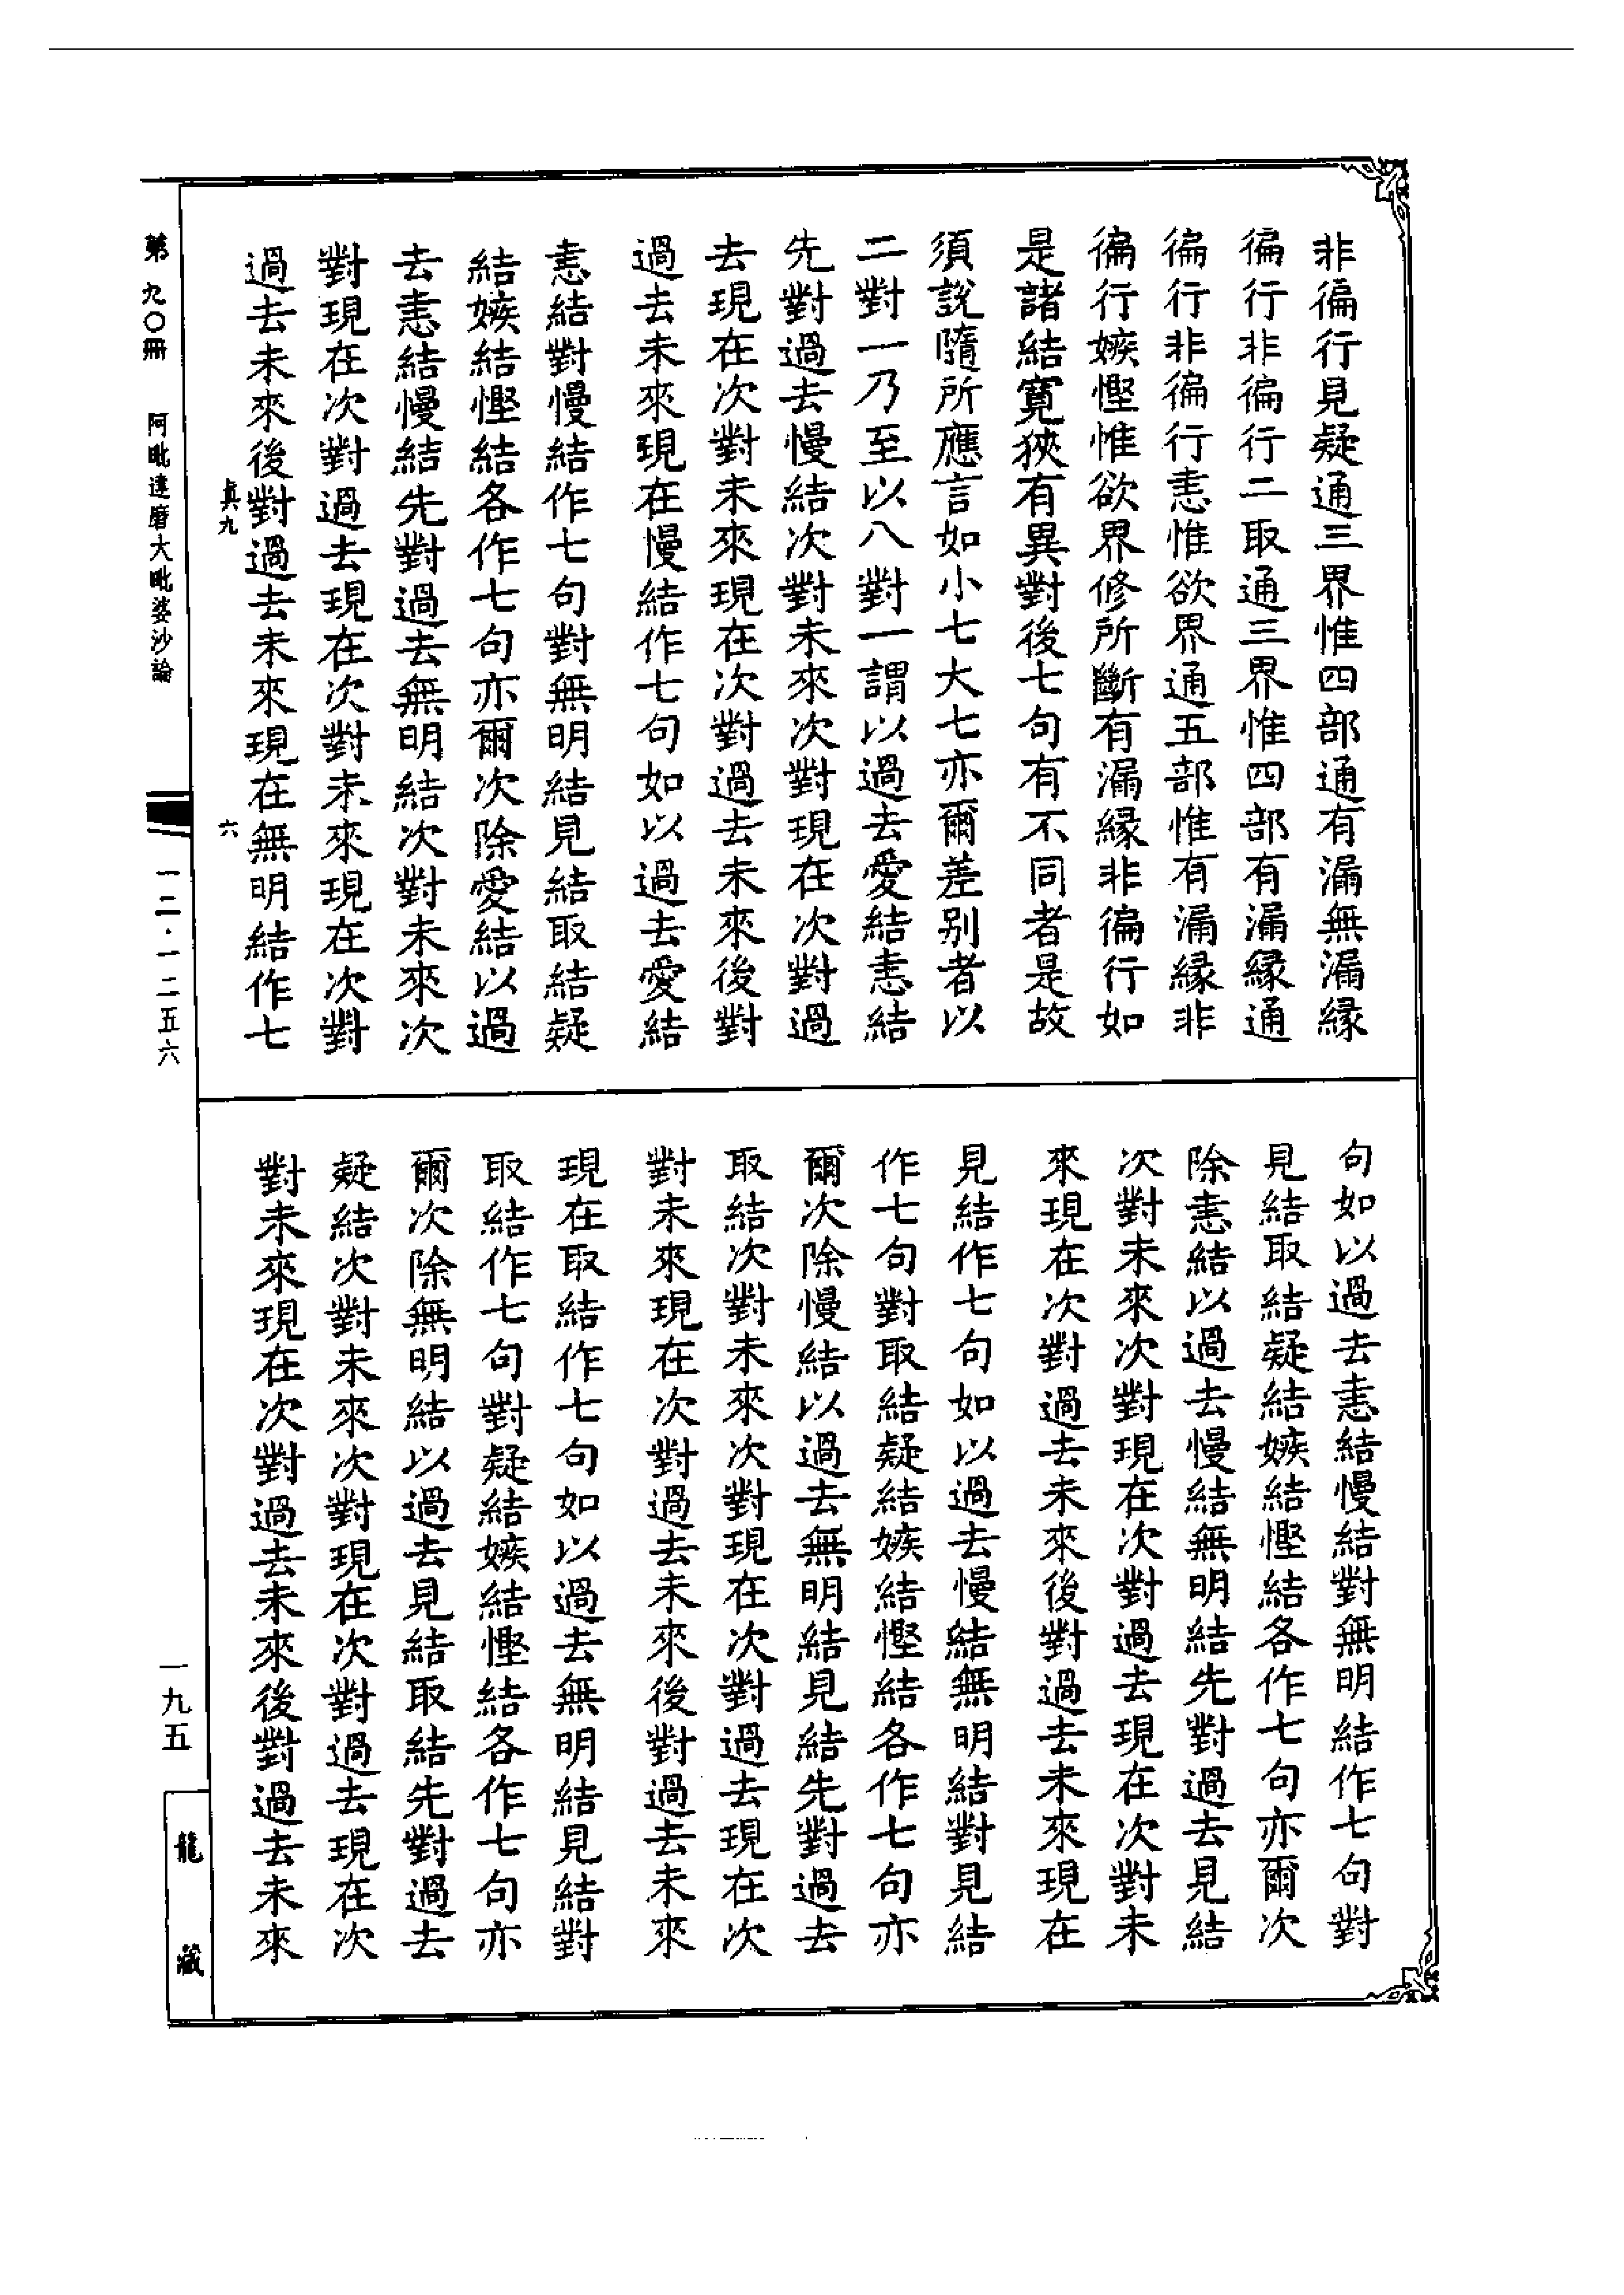 非徧行見疑通三界惟四部通有漏無漏緣
徧行非徧行二取通三界惟四部有漏緣通
徧行非徧行恚惟欲界通五部惟有漏緣非
徧行嫉慳惟欲界修所斷有漏緣非徧行如
是諸結寬狹有異對後七句有不同者是故
須說隨所應言如小七大七亦爾差别者以
二對一乃至以八對一謂以過去愛結恚結
先對過去慢結次對未來次對現在次對過
去現在次對未來現在次對過去未來後對
過去未來現在慢結作七句如以過去愛結
恚結對慢結作七句對無明結見結取結疑
結嫉結慳結各作七句亦爾次除愛結以過
去恚結慢結先對過去無明結次對未來次
對現在次對過去現在次對未來現在次對
過去未來後對過去未來現在無明結作七
句如以過去恚結慢結對無明結作七句對
見結取結疑結嫉結慳結各作七句亦爾次
除恚結以過去慢結無明結先對過去見結
次對未來次對現在次對過去現在次對未
來現在次對過去未來後對過去未來現在
見結作七句如以過去慢結無明結對見結
作七句對取結疑結嫉結慳結各作七句亦
爾次除慢結以過去無明結見結先對過去
取結次對未來次對現在次對過去現在次
對未來現在次對過去未來後對過去未來
現在取結作七句如以過去無明結見結對
取結作七句對疑結嫉結慳結各作七句亦
爾次除無明結以過去見結取結先對過去
疑結次對未來次對現在次對過去現在次
對未來現在次對過去未來後對過去未來
真九
六
第九〇冊 阿毗達磨大毗婆沙論
一二·一二五六
一九五
龍藏